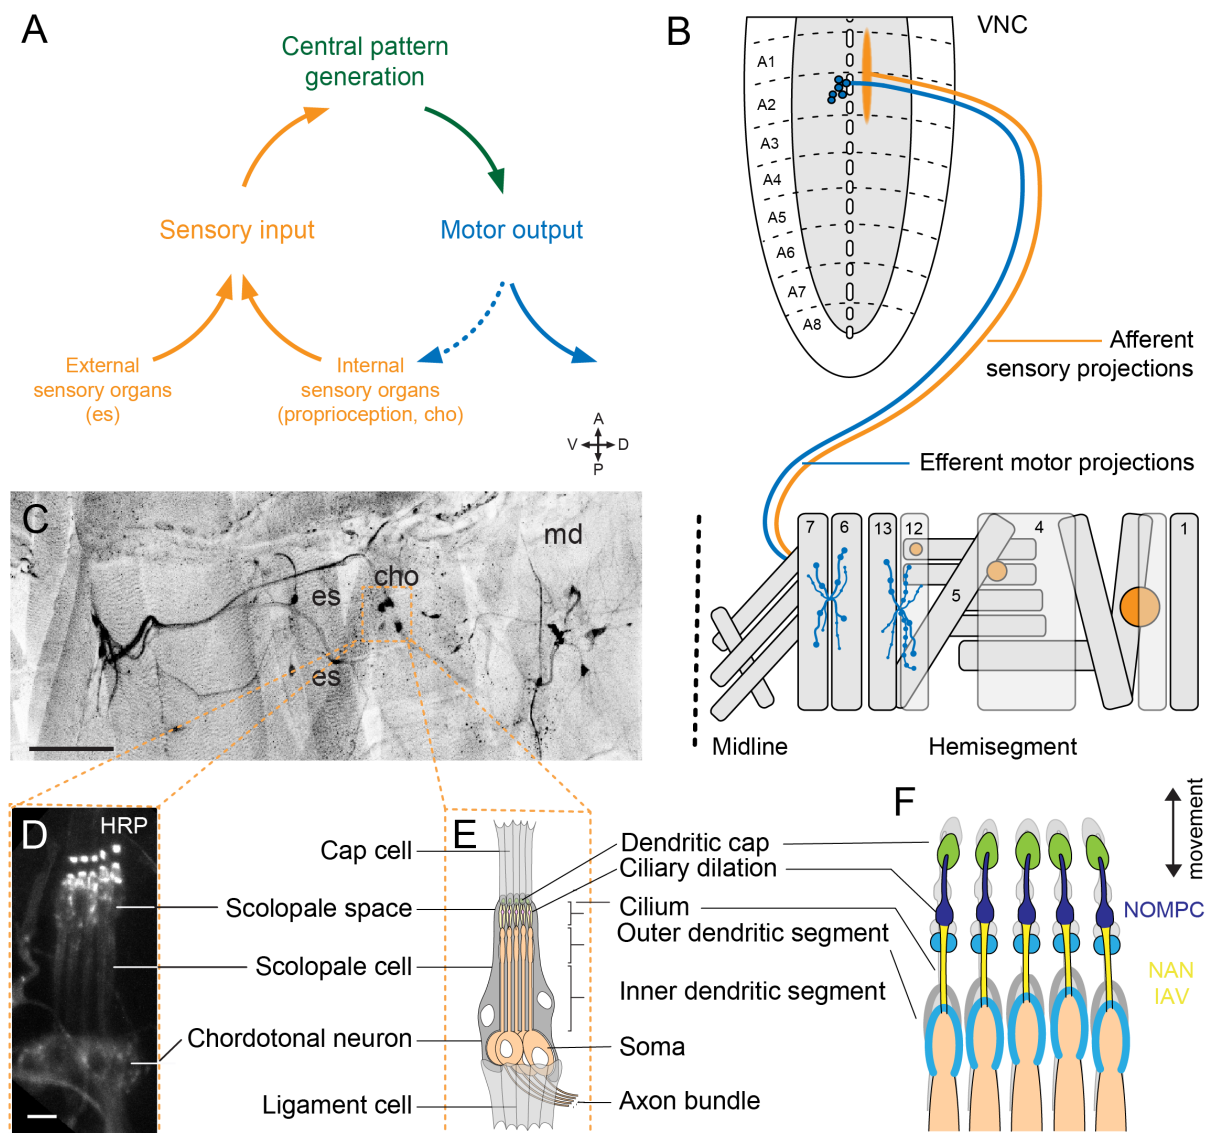 A
Central pattern
generation
Sensory input
Motor output
External
sensory organs
(es)
Internal
sensory organs
(proprioception, cho)
A
V
D
P
B
VNC
A1
A2
A3
A4
A5
A6
A7
A8
Afferent
sensory projections
Efferent motor projections
7
6
13
12
4
1
5
Midline
Hemisegment
C
md
cho
es
es
D
HRP
E
Cap cell
Scolopale space
Scolopale cell
Chordotonal neuron
Ligament cell
Dendritic cap
Ciliary dilation
Cilium
Outer dendritic segment
Inner dendritic segment
Soma
Axon bundle
F
movement
NOMPC
NAN
IAV